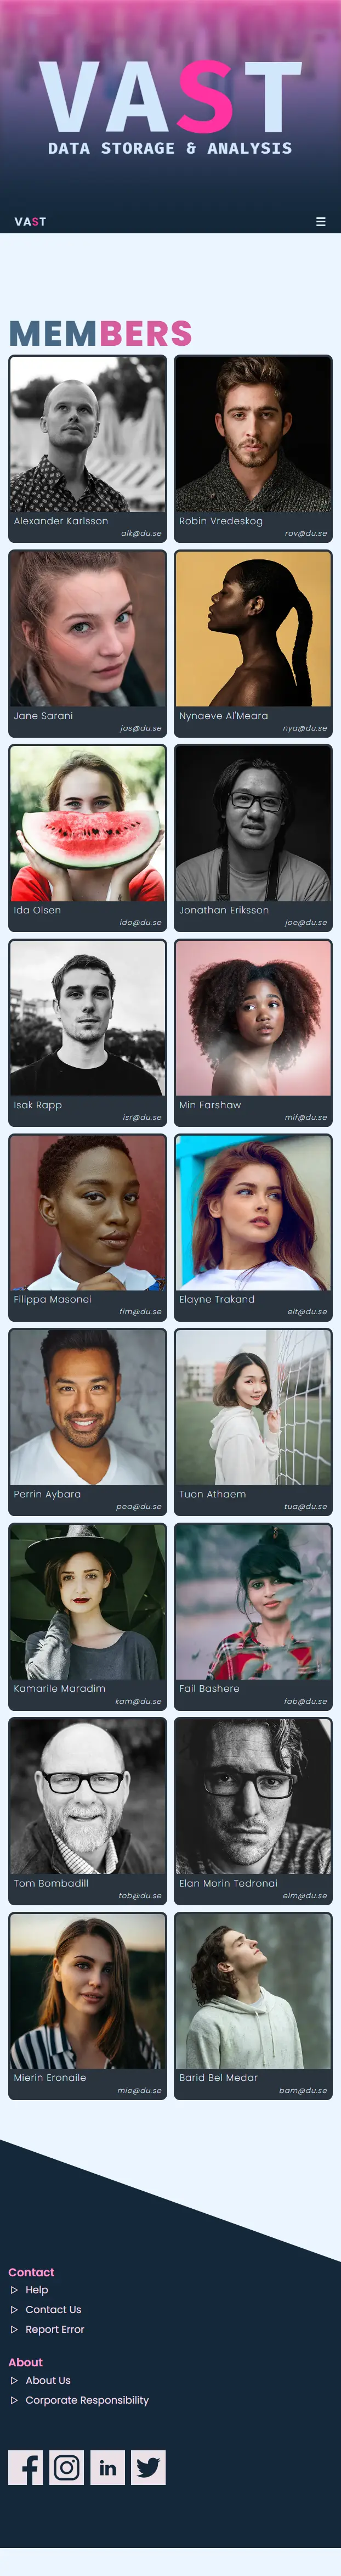 VAST
DATA STORAGE & ANALYSIS
VAST
MEMBERS
Alexander Karlsson
alk@du.se
Robin Vredeskog
rov@du.se
Jane Sarani
jas@du.se
Nynaeve Al'Meara
nya@du.se
Ida Olsen
ido@du.se
Jonathan Eriksson
joe@du.se
Isak Rapp
isr@du.se
Min Farshaw
mif@du.se
Filippa Masonei
fim@du.se
Elayne Trakand
elt@du.se
Perrin Aybara
pea@du.se
Tuon Athaem
tua@du.se
Kamarile Maradim
kam@du.se
Fail Bashere
fab@du.se
Tom Bombadill
tob@du.se
Elan Morin Tedronai
elm@du.se
Mierin Eronaile
mie@du.se
Barid Bel Medar
bam@du.se
Contact
Help
Contact Us
Report Error
About
About Us
Corporate Responsibility
in